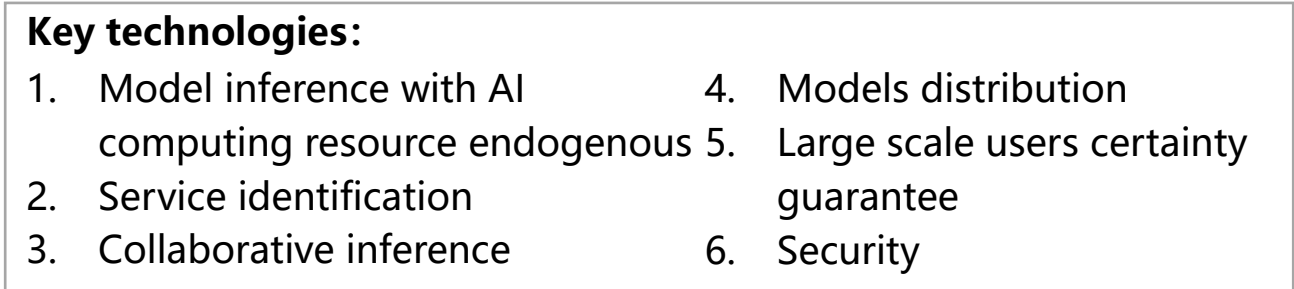 Key technologies:
1. Model inference with AI
computing resource endogenous
2. Service identification
3. Collaborative inference
4. Models distribution
5. Large scale users certainty
guarantee
6. Security